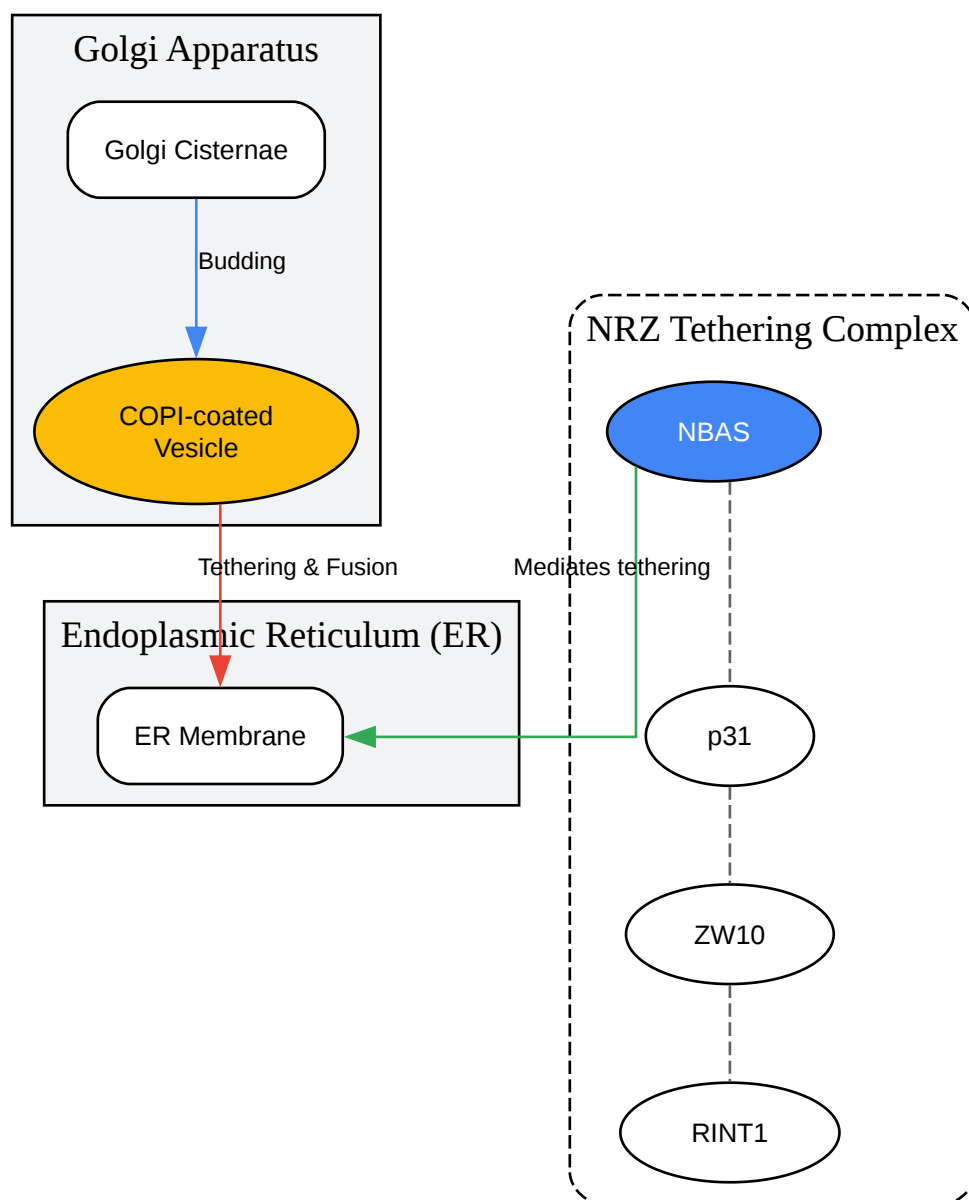 Golgi Apparatus
Golgi Cisternae
Budding
COPI-coated
Vesicle
Tethering & Fusion
Endoplasmic Reticulum (ER)
ER Membrane
NRZ Tethering Complex
NBAS
Mediates tethering
p31
ZW10
RINT1